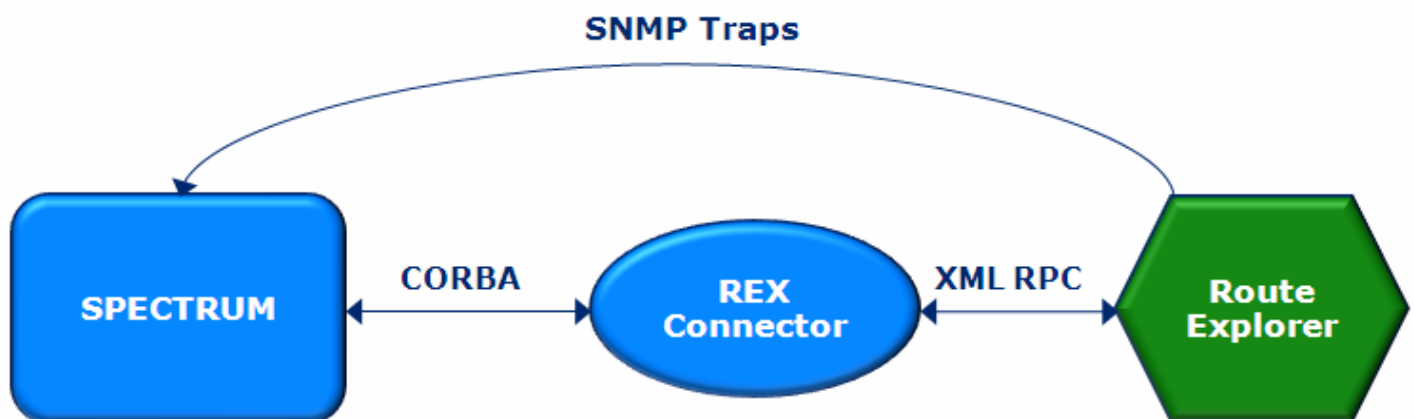 SNMP Traps
SPECTRUM
CORBA
REX
Connector
XML RPC
Route
Explorer